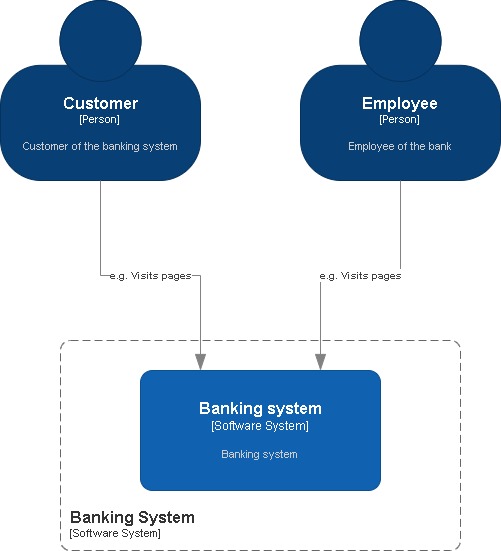 Customer
[Person]
Customer of the banking system
Employee
[Person]
Employee of the bank
e.g. Visits pages
e.g. Visits pages
Banking system
[Software System]
Banking system
Banking System
[Software System]